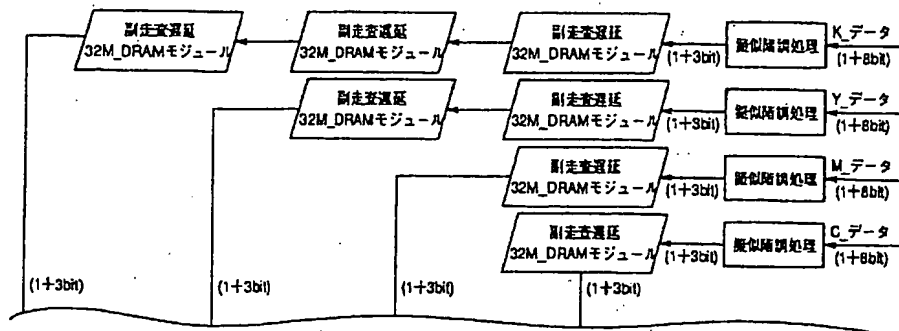 副走査遅延
32M_DRAMモジュール
副走査遅延
32M_DRAMモジュール
副走査遅延
32M_DRAMモジュール
(1+3bit)
擬似階調処理
K_データ
(1+8bit)
副走査遅延
32M_DRAMモジュール
副走査遅延
32M_DRAMモジュール
(1+3bit)
擬似階調処理
Y_データ
(1+8bit)
副走査遅延
32M_DRAMモジュール
(1+3bit)
擬似階調処理
M_データ
(1+8bit)
副走査遅延
32M_DRAMモジュール
(1+3bit)
擬似階調処理
C_データ
(1+8bit)
(1+3bit)
(1+3bit)
(1+3bit)
(1+3bit)